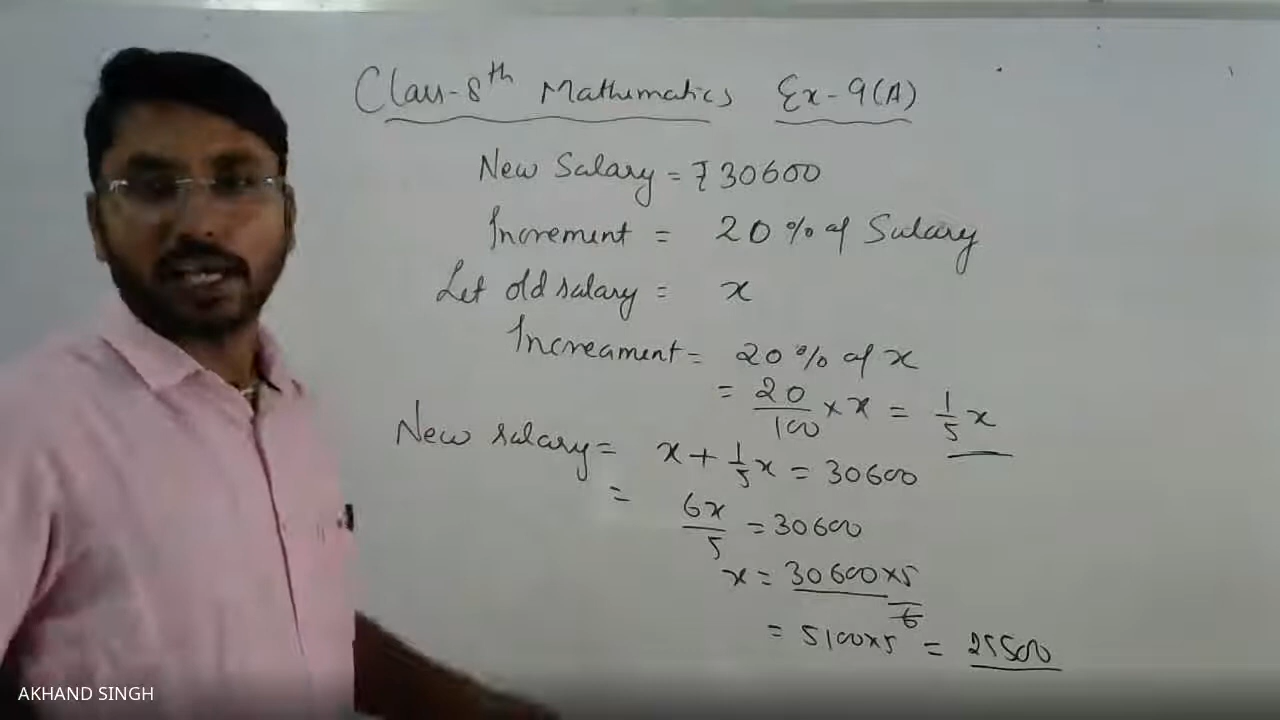 Class-8th Mathematics Ex-9(A)
New Salary = ₹30600
Increment = 20% of Salary
Let old salary = x
Increament = 20% of x
= 20/100 × x = 1/5 x
New salary = x + 1/5 x = 30600
= 6x/5 = 30600
x = 30600×5/6
= 5100×5 = 25500
AKHAND SINGH